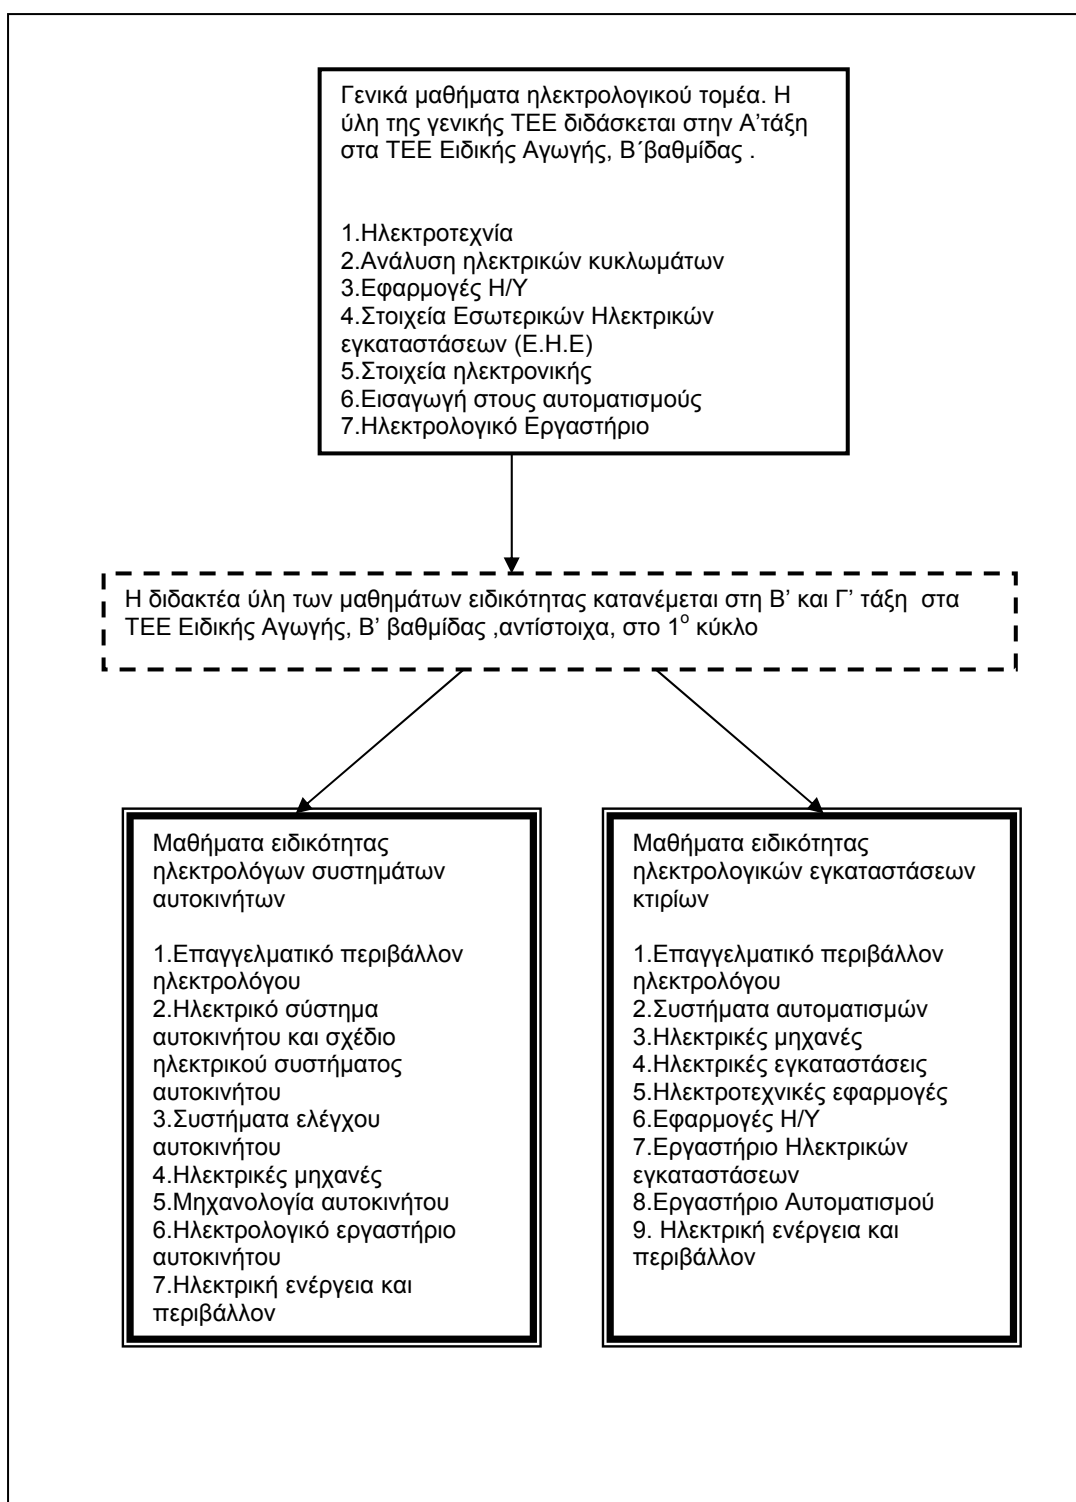 Γενικά μαθήματα ηλεκτρολογικού τομέα. Η
ύλη της γενικής ΤΕΕ διδάσκεται στην Α’τάξη
στα ΤΕΕ Ειδικής Αγωγής, Β΄βαθμίδας .
1.Ηλεκτροτεχνία
2.Ανάλυση ηλεκτρικών κυκλωμάτων
3.Εφαρμογές Η/Υ
4.Στοιχεία Εσωτερικών Ηλεκτρικών
εγκαταστάσεων (Ε.Η.Ε)
5.Στοιχεία ηλεκτρονικής
6.Εισαγωγή στους αυτοματισμούς
7.Ηλεκτρολογικό Εργαστήριο
Η διδακτέα ύλη των μαθημάτων ειδικότητας κατανέμεται στη Β’ και Γ’ τάξη στα
ΤΕΕ Ειδικής Αγωγής, Β’ βαθμίδας ,αντίστοιχα, στο 1ο κύκλο
Μαθήματα ειδικότητας
ηλεκτρολόγων συστημάτων
αυτοκινήτων
1.Επαγγελματικό περιβάλλον
ηλεκτρολόγου
2.Ηλεκτρικό σύστημα
αυτοκινήτου και σχέδιο
ηλεκτρικού συστήματος
αυτοκινήτου
3.Συστήματα ελέγχου
αυτοκινήτου
4.Ηλεκτρικές μηχανές
5.Μηχανολογία αυτοκινήτου
6.Ηλεκτρολογικό εργαστήριο
αυτοκινήτου
7.Ηλεκτρική ενέργεια και
περιβάλλον
Μαθήματα ειδικότητας
ηλεκτρολογικών εγκαταστάσεων
κτιρίων
1.Επαγγελματικό περιβάλλον
ηλεκτρολόγου
2.Συστήματα αυτοματισμών
3.Ηλεκτρικές μηχανές
4.Ηλεκτρικές εγκαταστάσεις
5.Ηλεκτροτεχνικές εφαρμογές
6.Εφαρμογές Η/Υ
7.Εργαστήριο Ηλεκτρικών
εγκαταστάσεων
8.Εργαστήριο Αυτοματισμού
9. Ηλεκτρική ενέργεια και
περιβάλλον